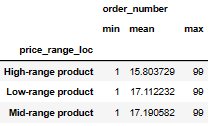 order_number
min mean max
price_range_loc
High-range product 1 15.803729 99
Low-range product 1 17.112232 99
Mid-range product 1 17.190582 99